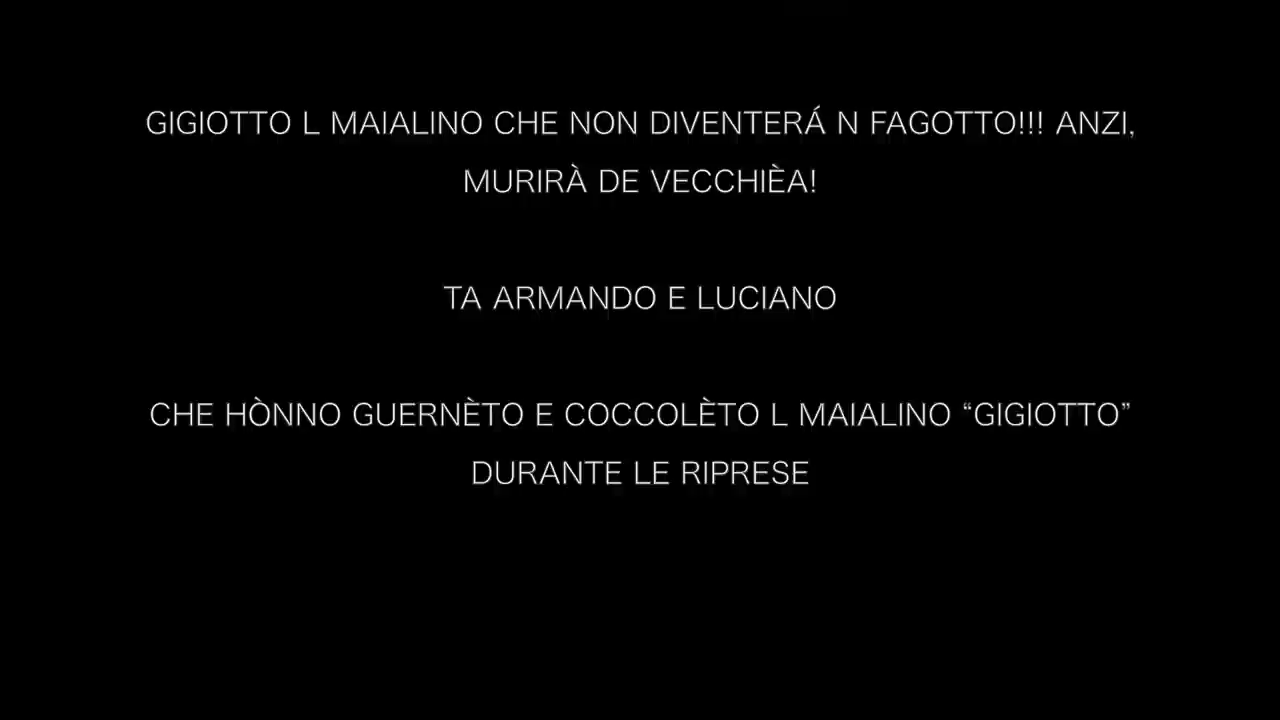 GIGIOTTO L MAIALINO CHE NON DIVENTERÁ N FAGOTTO!!! ANZI,
MURIRÀ DE VECCHIÈA!
TA ARMANDO E LUCIANO
CHE HÒNNO GUERNÈTO E COCCOLÈTO L MAIALINO “GIGIOTTO”
DURANTE LE RIPRESE